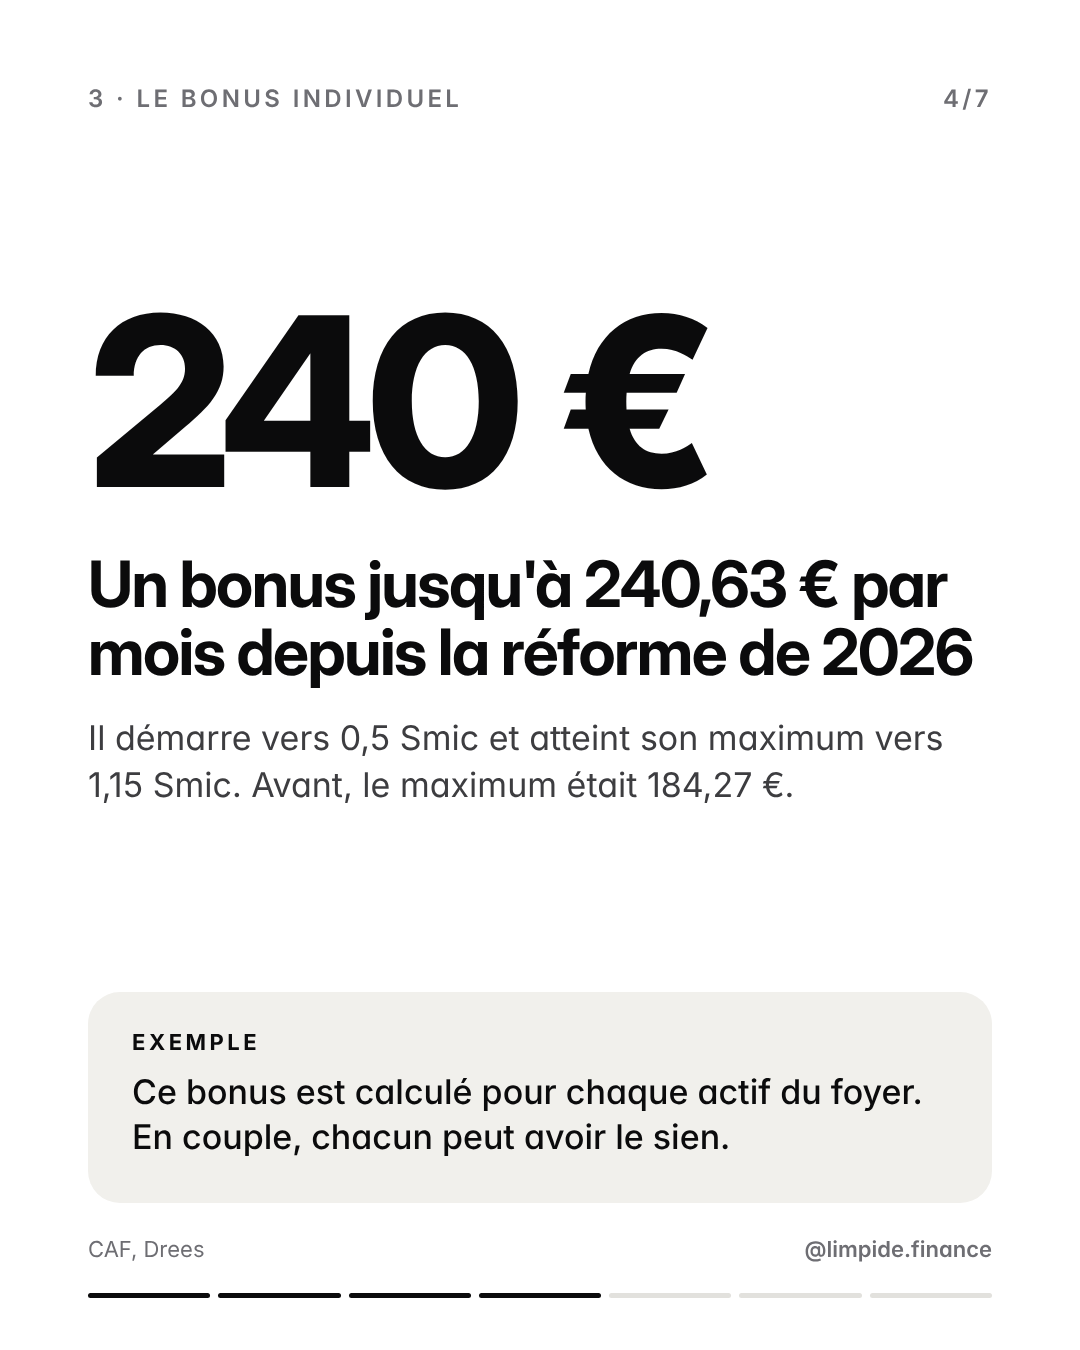 3 · LE BONUS INDIVIDUEL
4/7
240 €
Un bonus jusqu'à 240,63 € par
mois depuis la réforme de 2026
Il démarre vers 0,5 Smic et atteint son maximum vers
1,15 Smic. Avant, le maximum était 184,27 €.
EXEMPLE
Ce bonus est calculé pour chaque actif du foyer.
En couple, chacun peut avoir le sien.
CAF, Drees
@limpide.finance